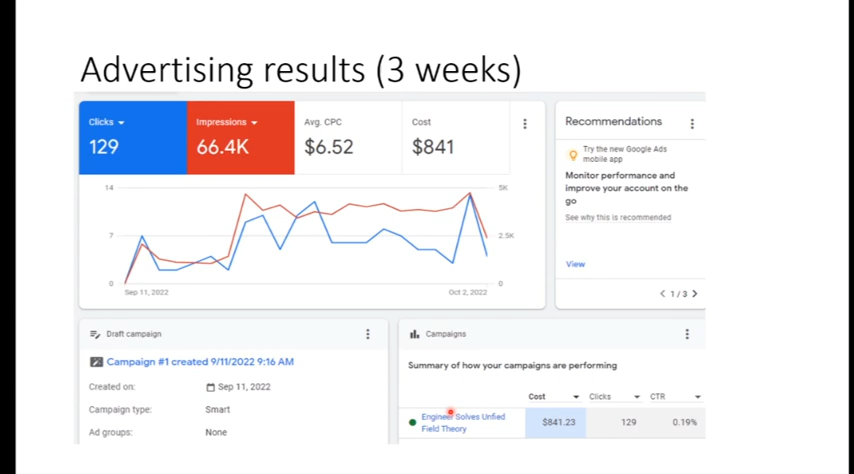 Advertising results (3 weeks)
Clicks
Impressions
Avg. CPC
Cost
129
66.4K
$6.52
$841
14
7
0
5K
2.5K
0
Sep 11, 2022
Oct 2, 2022
Recommendations
Try the new Google Ads
mobile app
Monitor performance and
improve your account on the
go
See why this is recommended
View
1 / 3
Draft campaign
Campaign #1 created 9/11/2022 9:16 AM
Created on:
Sep 11, 2022
Campaign type:
Smart
Ad groups:
None
Campaigns
Summary of how your campaigns are performing
Cost
Clicks
CTR
Engineer Solves Unfied
Field Theory
$841.23
129
0.19%